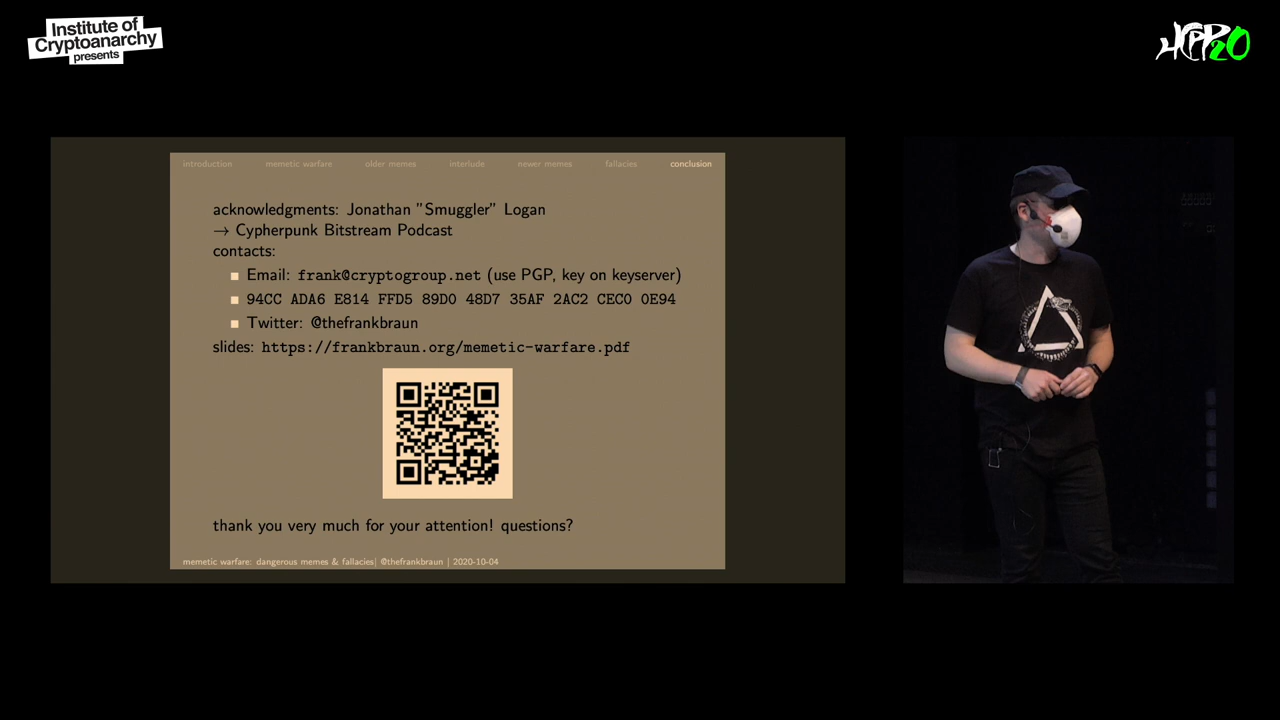 Institute of
Cryptoanarchy
presents
HCPP20
introduction memetic warfare older memes interlude newer memes fallacies conclusion
acknowledgments: Jonathan "Smuggler" Logan
→ Cypherpunk Bitstream Podcast
contacts:
■ Email: frank@cryptogroup.net (use PGP, key on keyserver)
■ 94CC ADA6 E814 FFD5 89D0 48D7 35AF 2AC2 CEC0 0E94
■ Twitter: @thefrankbraun
slides: https://frankbraun.org/memetic-warfare.pdf
thank you very much for your attention! questions?
memetic warfare: dangerous memes & fallacies| @thefrankbraun | 2020-10-04